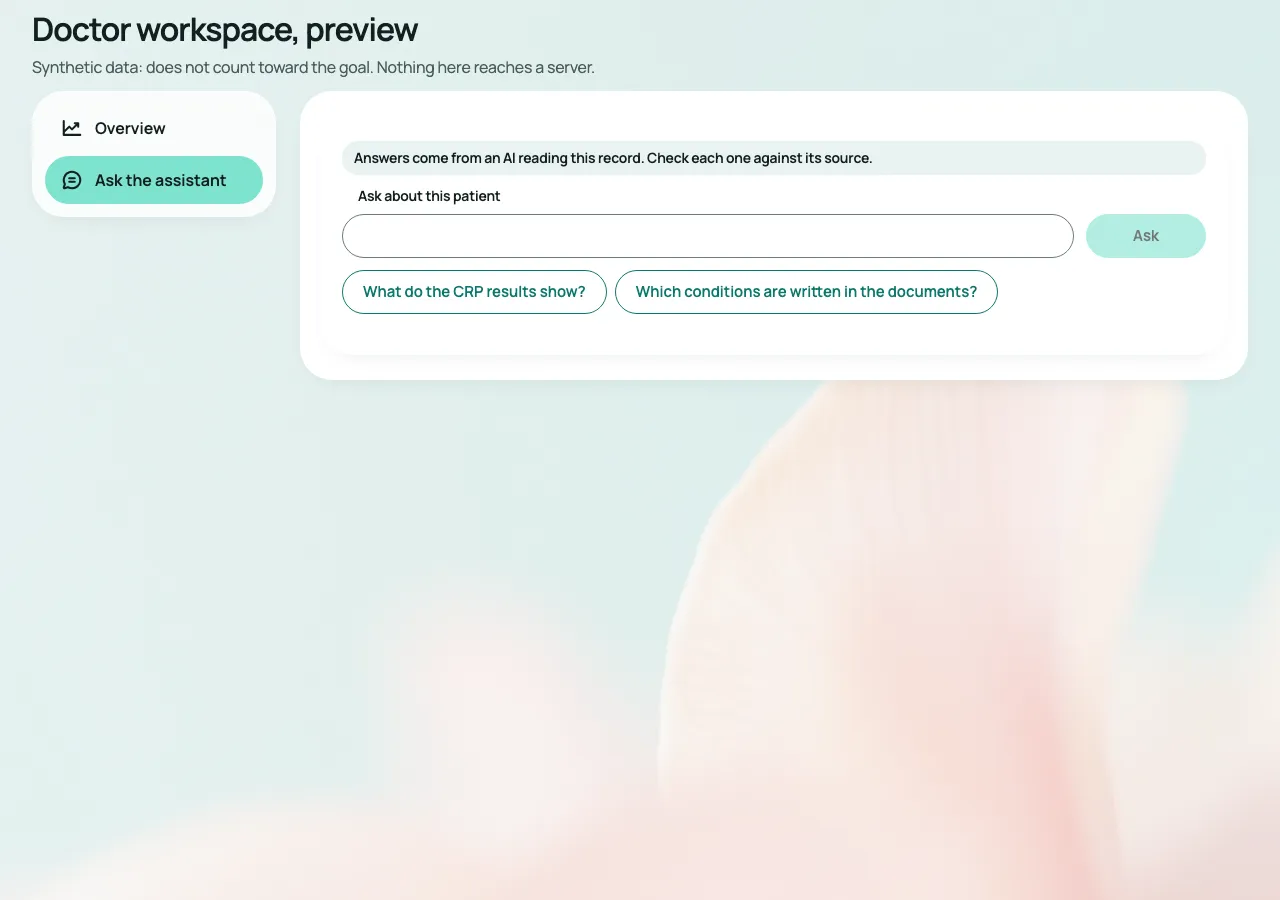 Doctor workspace, preview
Synthetic data: does not count toward the goal. Nothing here reaches a server.
Overview
Ask the assistant
Answers come from an AI reading this record. Check each one against its source.
Ask about this patient
Ask
What do the CRP results show?
Which conditions are written in the documents?